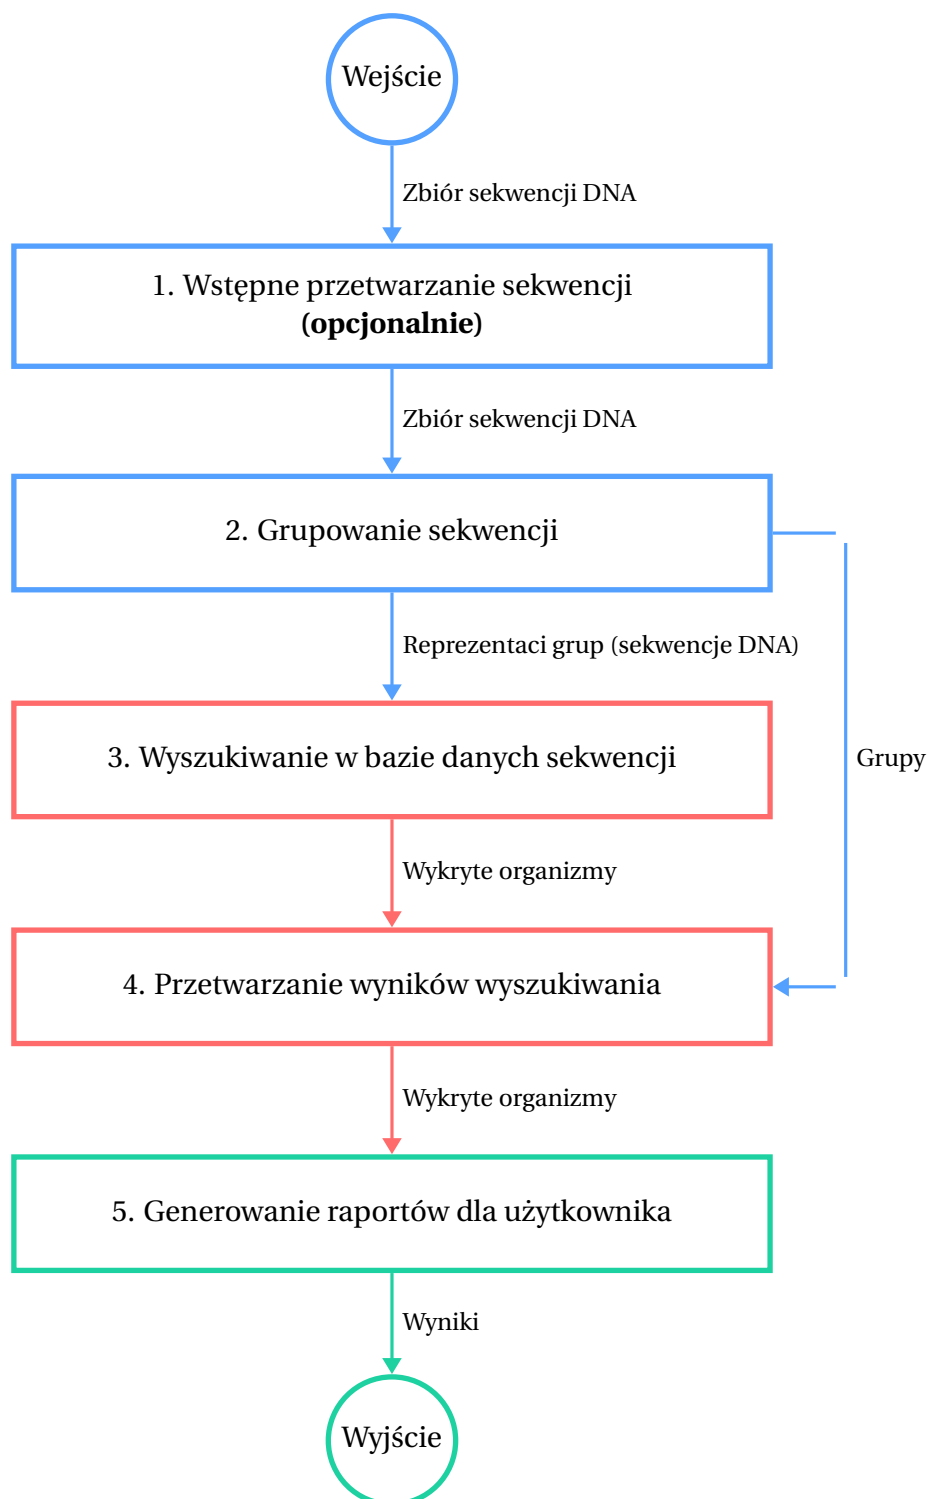 Wejście
Zbiór sekwencji DNA
1. Wstępne przetwarzanie sekwencji
(opcjonalnie)
Zbiór sekwencji DNA
2. Grupowanie sekwencji
Reprezentaci grup (sekwencje DNA)
3. Wyszukiwanie w bazie danych sekwencji
Grupy
Wykryte organizmy
4. Przetwarzanie wyników wyszukiwania
Wykryte organizmy
5. Generowanie raportów dla użytkownika
Wyniki
Wyjście